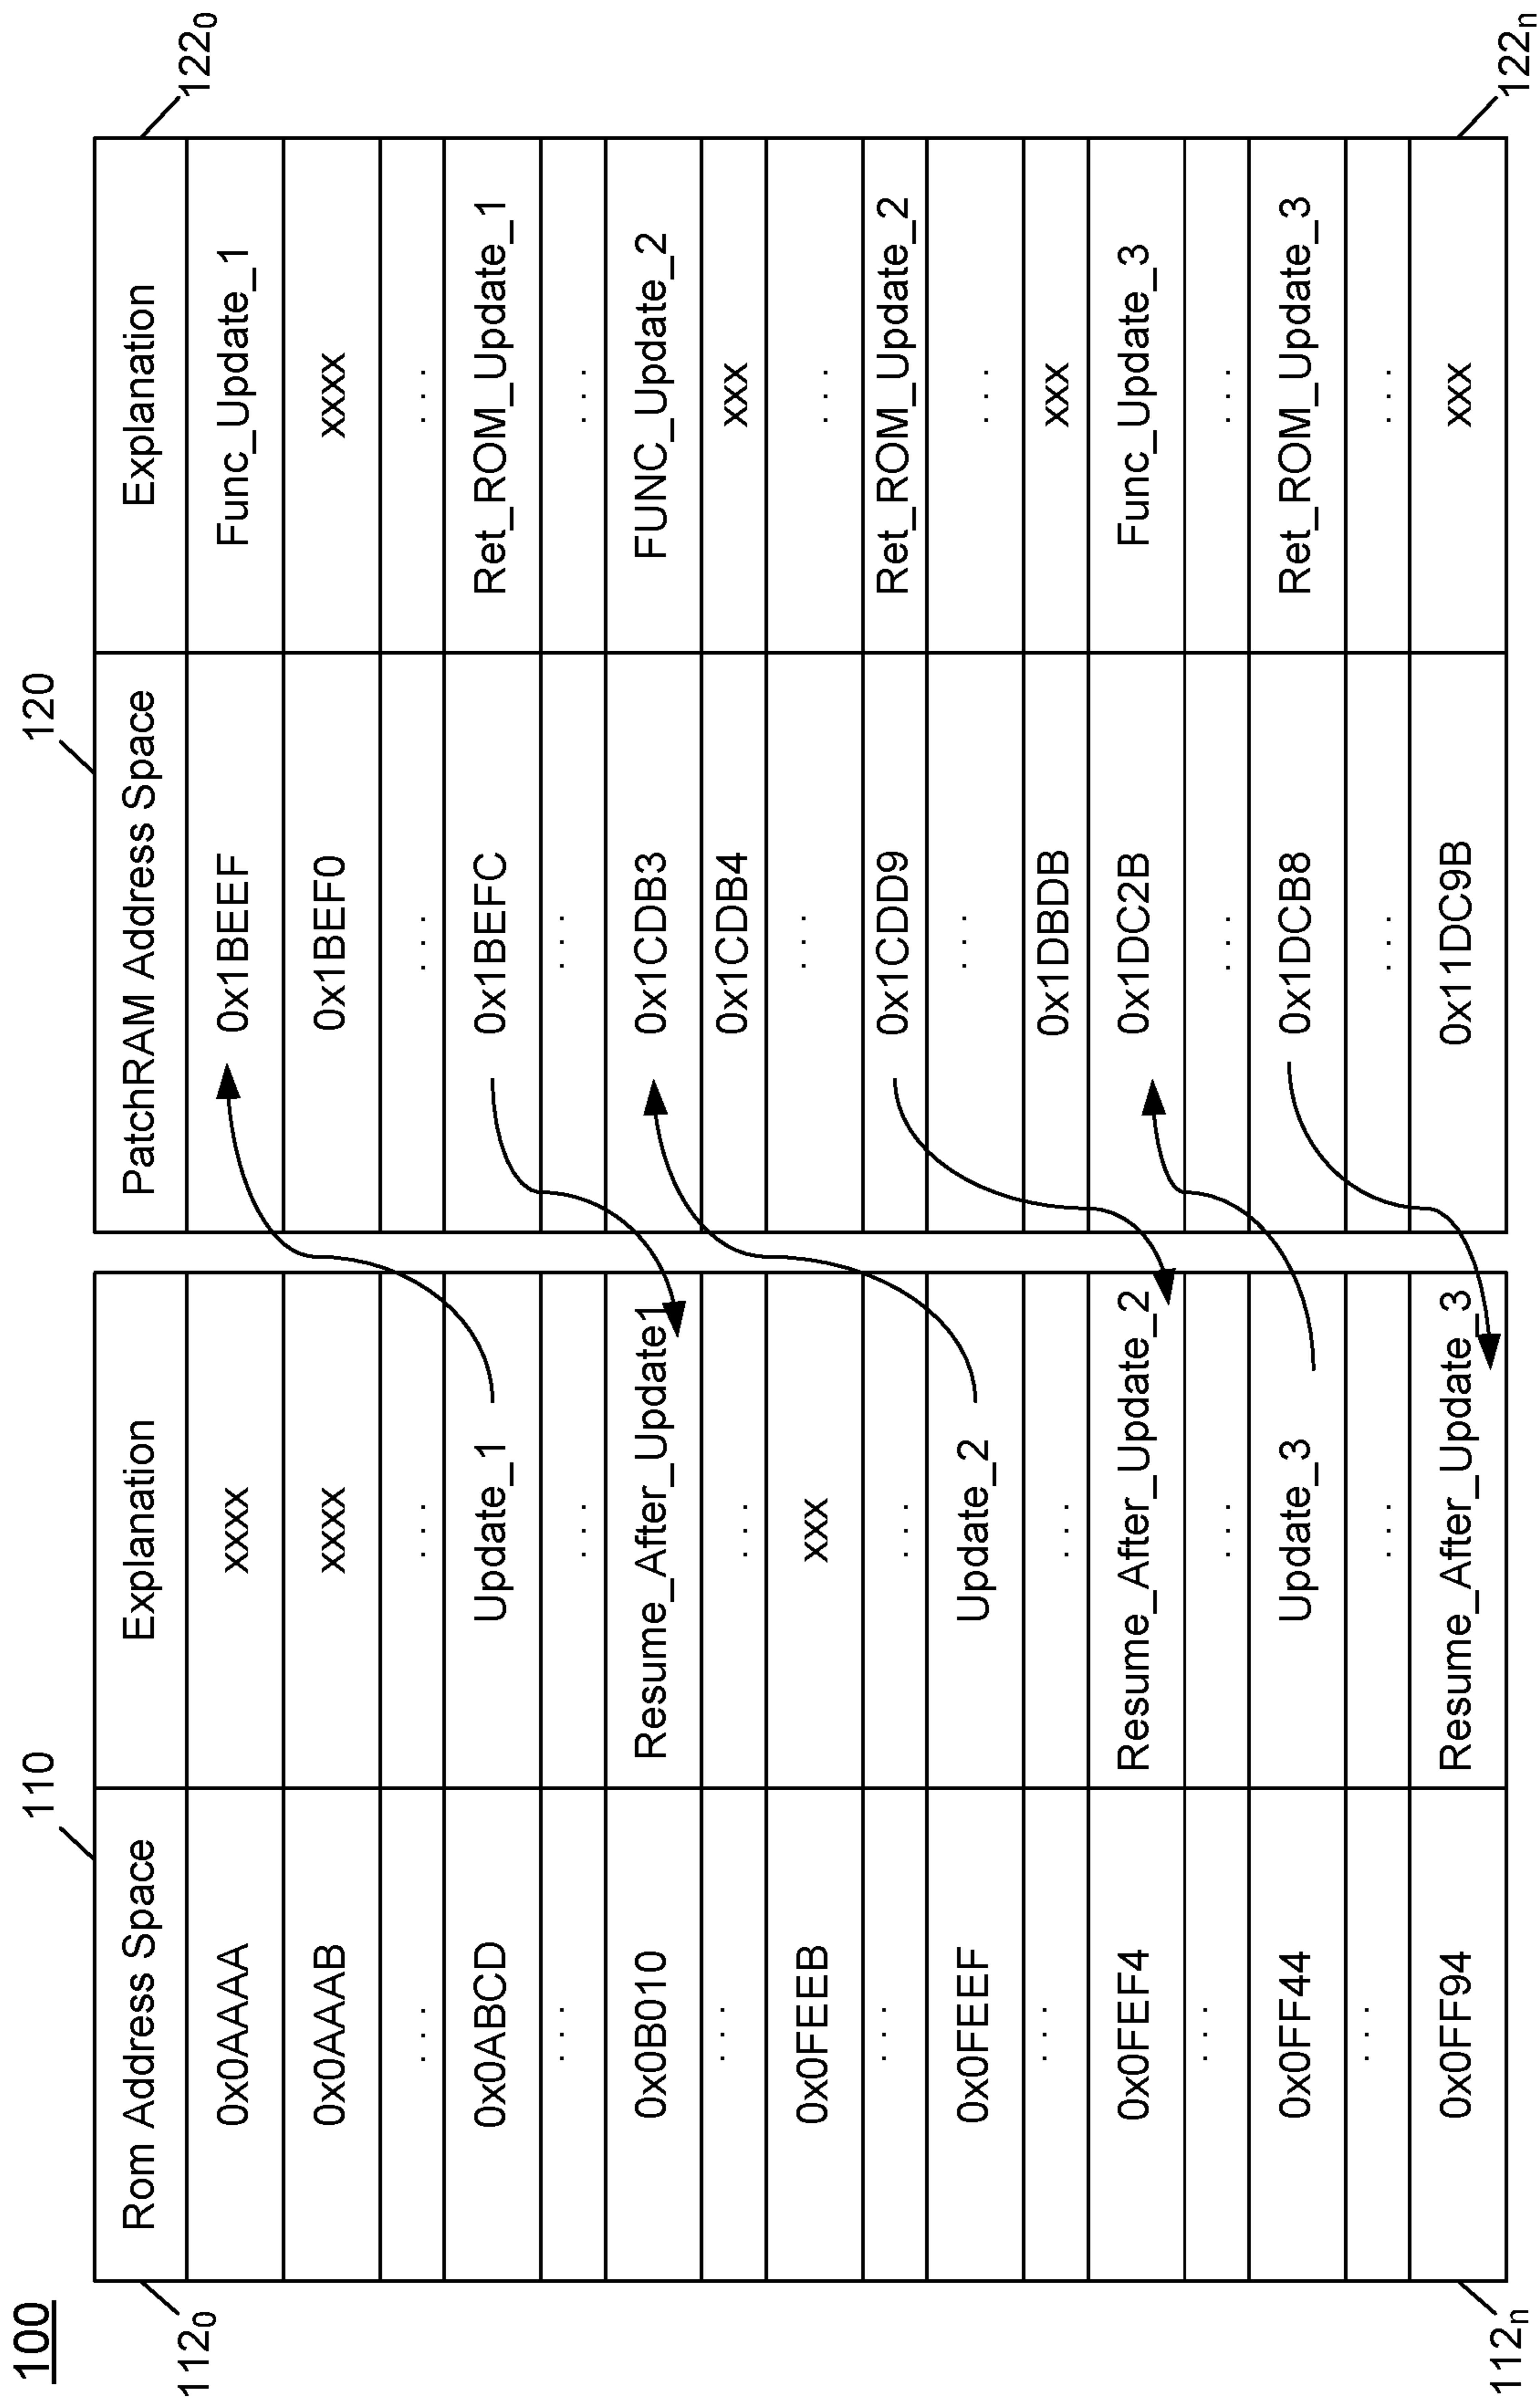 100
110
120
112₀
122₀
Rom Address Space Explanation PatchRAM Address Space Explanation
0x0AAAA xxxx 0x1BEEF Func_Update_1
0x0AAAB xxxx 0x1BEF0 xxxx
... ... ... ...
0x0ABCD Update_1 0x1BEFC Ret_ROM_Update_1
... ... ... ...
0x0B010 Resume_After_Update1 0x1CDB3 FUNC_Update_2
... ... 0x1CDB4 xxx
0x0FEEB xxx ... ...
... ... 0x1CDD9 Ret_ROM_Update_2
0x0FEEF Update_2 ... ...
... ... 0x1DBDB xxx
0x0FEF4 Resume_After_Update_2 0x1DC2B Func_Update_3
... ... ... ...
0x0FF44 Update_3 0x1DCB8 Ret_ROM_Update_3
... ... ... ...
0x0FF94 Resume_After_Update_3 0x11DC9B xxx
112ₙ
122ₙ